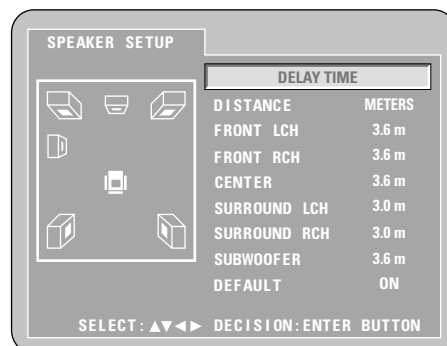 SPEAKER SETUP
DELAY TIME
DISTANCE METERS
FRONT LCH 3.6 m
FRONT RCH 3.6 m
CENTER 3.6 m
SURROUND LCH 3.0 m
SURROUND RCH 3.0 m
SUBWOOFER 3.6 m
DEFAULT ON
SELECT:▲▼◄► DECISION:ENTER BUTTON